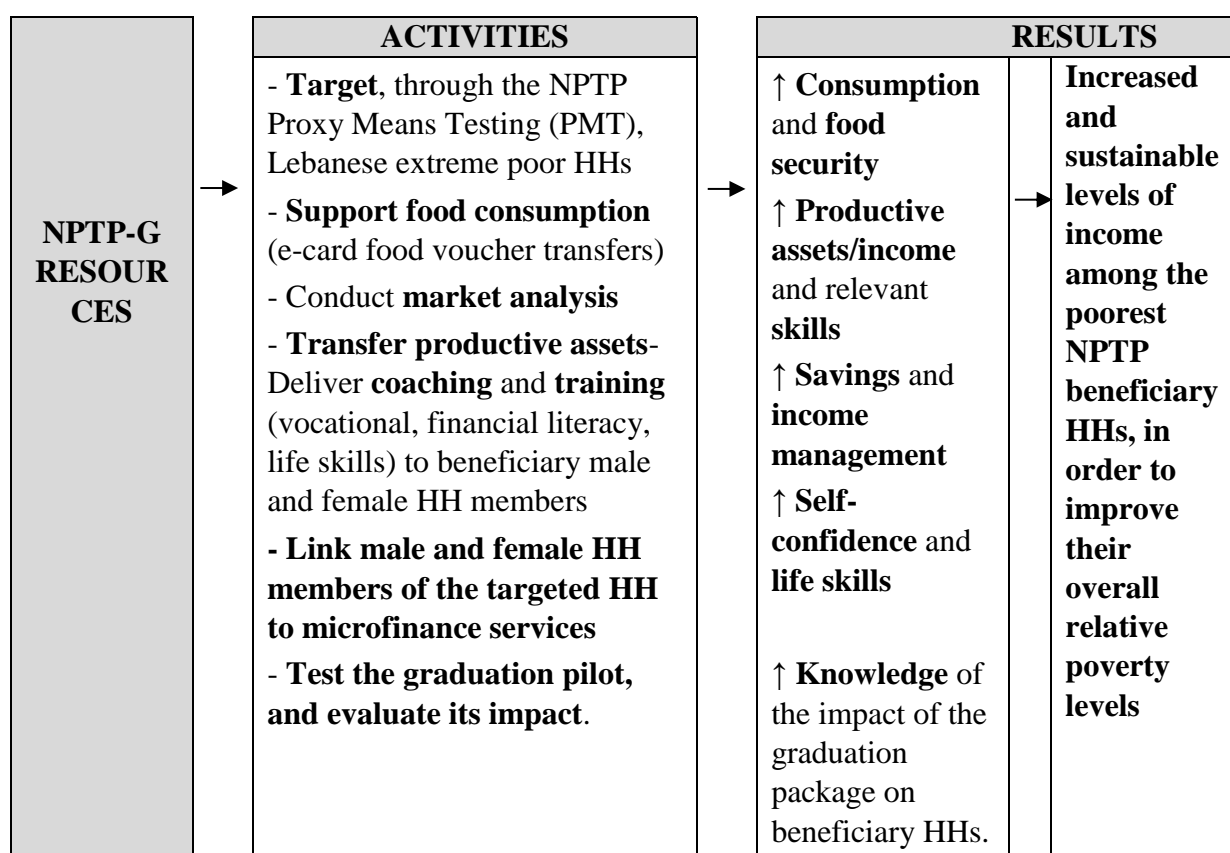 NPTP-G
RESOUR
CES
ACTIVITIES
- Target, through the NPTP
Proxy Means Testing (PMT),
Lebanese extreme poor HHs
- Support food consumption
(e-card food voucher transfers)
- Conduct market analysis
- Transfer productive assets-
Deliver coaching and training
(vocational, financial literacy,
life skills) to beneficiary male
and female HH members
- Link male and female HH
members of the targeted HH
to microfinance services
- Test the graduation pilot,
and evaluate its impact.
RESULTS
↑ Consumption
and food
security
↑ Productive
assets/income
and relevant
skills
↑ Savings and
income
management
↑ Self-
confidence and
life skills
↑ Knowledge of
the impact of the
graduation
package on
beneficiary HHs.
Increased
and
sustainable
levels of
income
among the
poorest
NPTP
beneficiary
HHs, in
order to
improve
their
overall
relative
poverty
levels